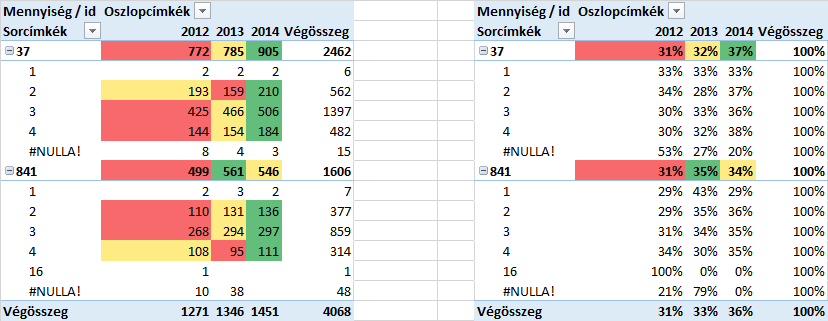 Mennyiség / id Oszlopcímkék Mennyiség / id Oszlopcímkék
Sorcímkék 2012 2013 2014 Végösszeg Sorcímkék 2012 2013 2014 Végösszeg
37 772 785 905 2462 37 31% 32% 37% 100%
1 2 2 2 6 1 33% 33% 33% 100%
2 193 159 210 562 2 34% 28% 37% 100%
3 425 466 506 1397 3 30% 33% 36% 100%
4 144 154 184 482 4 30% 32% 38% 100%
#NULLA! 8 4 3 15 #NULLA! 53% 27% 20% 100%
841 499 561 546 1606 841 31% 35% 34% 100%
1 2 3 2 7 1 29% 43% 29% 100%
2 110 131 136 377 2 29% 35% 36% 100%
3 268 294 297 859 3 31% 34% 35% 100%
4 108 95 111 314 4 34% 30% 35% 100%
16 1 1 16 100% 0% 0% 100%
#NULLA! 10 38 48 #NULLA! 21% 79% 0% 100%
Végösszeg 1271 1346 1451 4068 Végösszeg 31% 33% 36% 100%